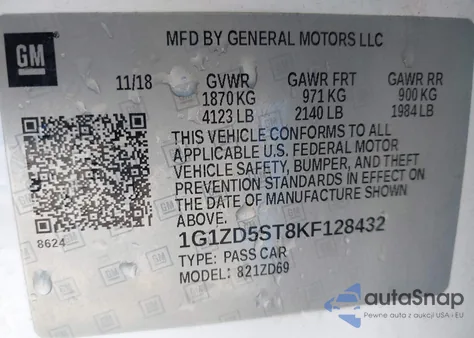 GM
MFD BY GENERAL MOTORS LLC
11/18 GVWR GAWR FRT GAWR RR
1870 KG 971 KG 900 KG
4123 LB 2140 LB 1984 LB
THIS VEHICLE CONFORMS TO ALL
APPLICABLE U.S. FEDERAL MOTOR
VEHICLE SAFETY, BUMPER, AND THEFT
PREVENTION STANDARDS IN EFFECT ON
THE DATE OF MANUFACTURE SHOWN
ABOVE.
8624
1G1ZD5ST8KF128432
TYPE: PASS CAR
MODEL: 821ZD69
autaSnap
Pewne auta z aukcji USA i EU